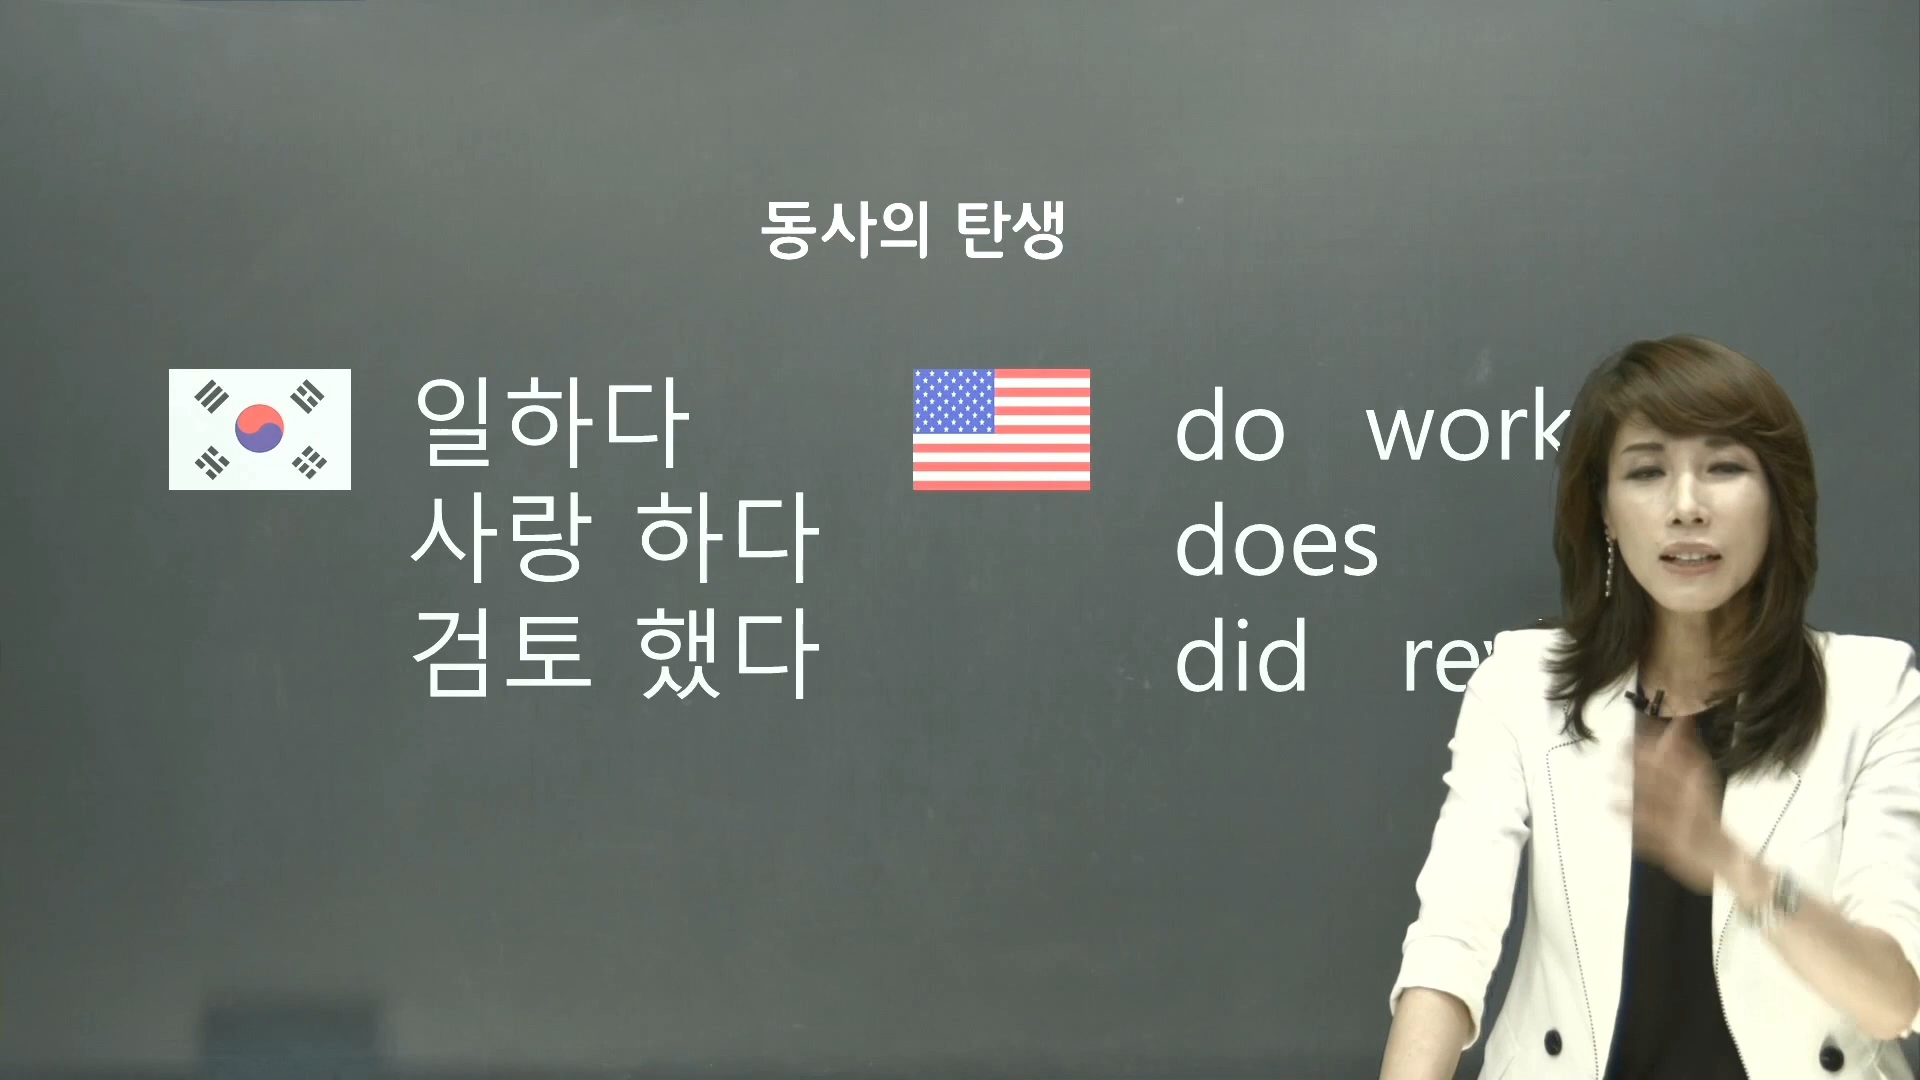 동사의 탄생
일하다
사랑 하다
검토 했다
do work
does
did